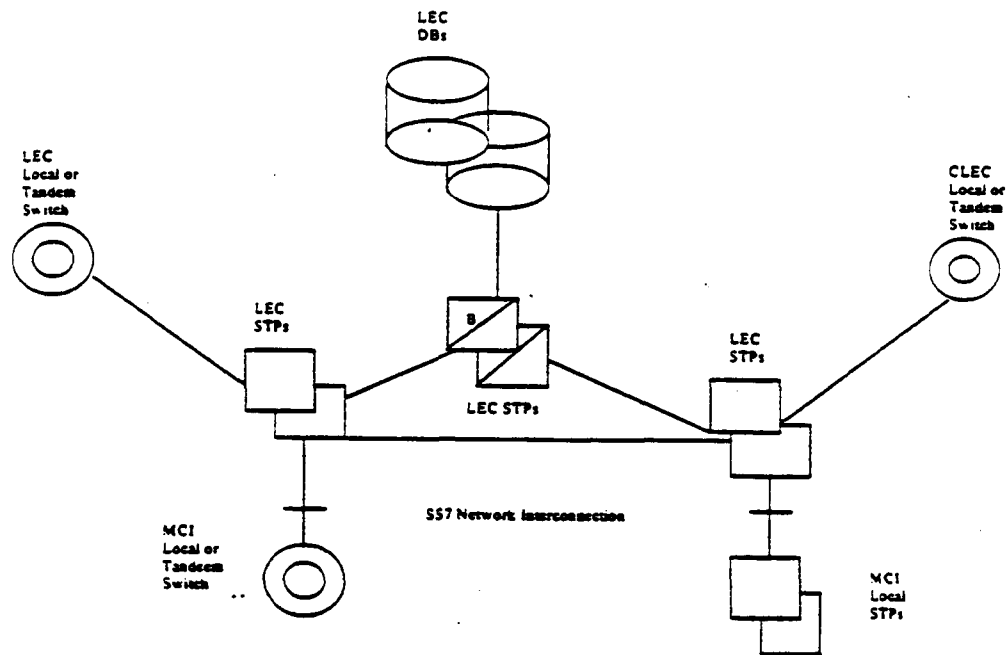 LEC
DBs
LEC
Local or
Tandem
Switch
CLEC
Local or
Tandem
Switch
LEC
STPs
B
LEC
STPs
LEC STPs
SS7 Network Interconnection
MCI
Local or
Tandeem
Switch
MCI
Local
STPs